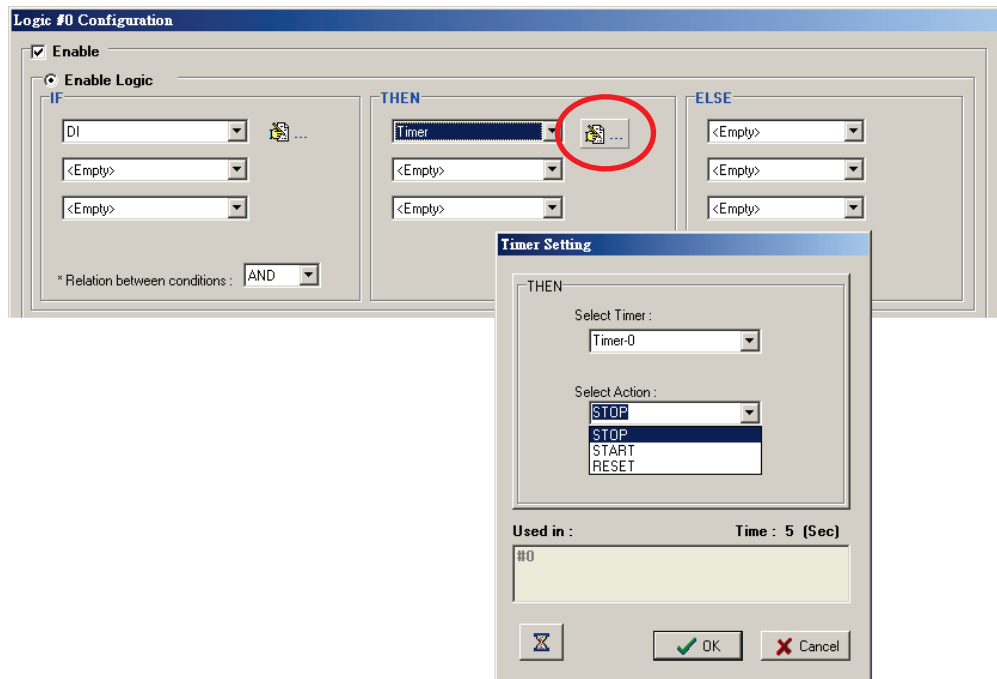 Logic #0 Configuration
Enable
Enable Logic
IF
THEN
ELSE
DI
...
Timer
...
<Empty>
<Empty>
<Empty>
<Empty>
<Empty>
<Empty>
<Empty>
* Relation between conditions :
AND
Timer Setting
THEN
Select Timer :
Timer-0
Select Action :
STOP
STOP
START
RESET
Used in :
Time : 5 (Sec)
#0
OK
Cancel